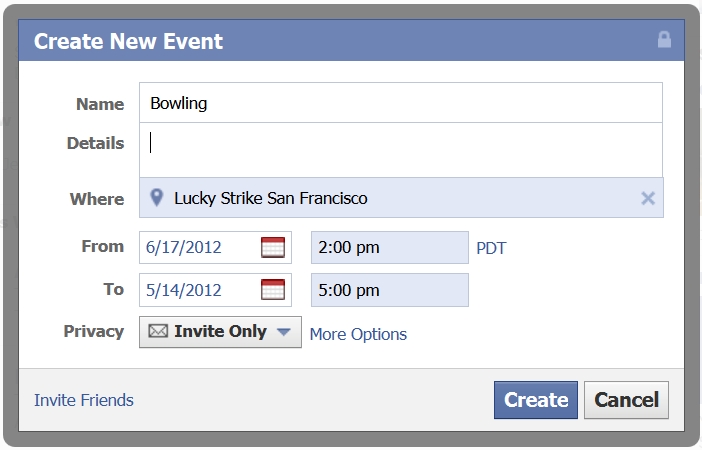 Create New Event
Name Bowling
Details
Where Lucky Strike San Francisco
From 6/17/2012 2:00 pm PDT
To 5/14/2012 5:00 pm
Privacy Invite Only More Options
Invite Friends Create Cancel